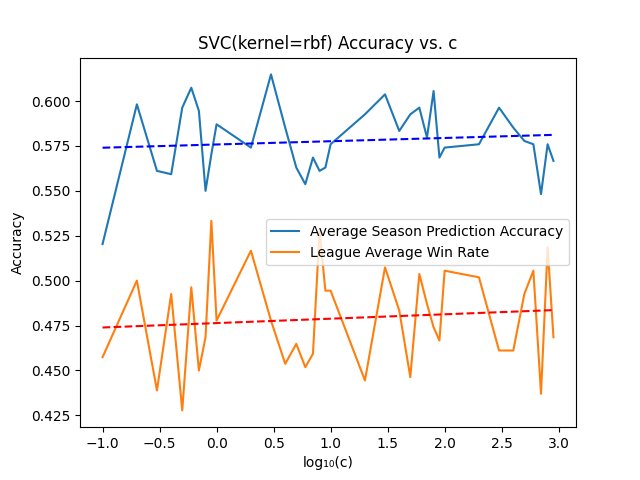 SVC(kernel=rbf) Accuracy vs. c
0.600
0.575
0.550
0.525
0.500
0.475
0.450
0.425
Accuracy
Average Season Prediction Accuracy
League Average Win Rate
−1.0 −0.5 0.0 0.5 1.0 1.5 2.0 2.5 3.0
log₁₀(c)